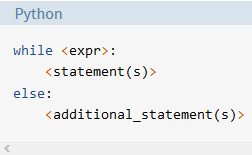 Python
while <expr>:
    <statement(s)>
else:
    <additional_statement(s)>